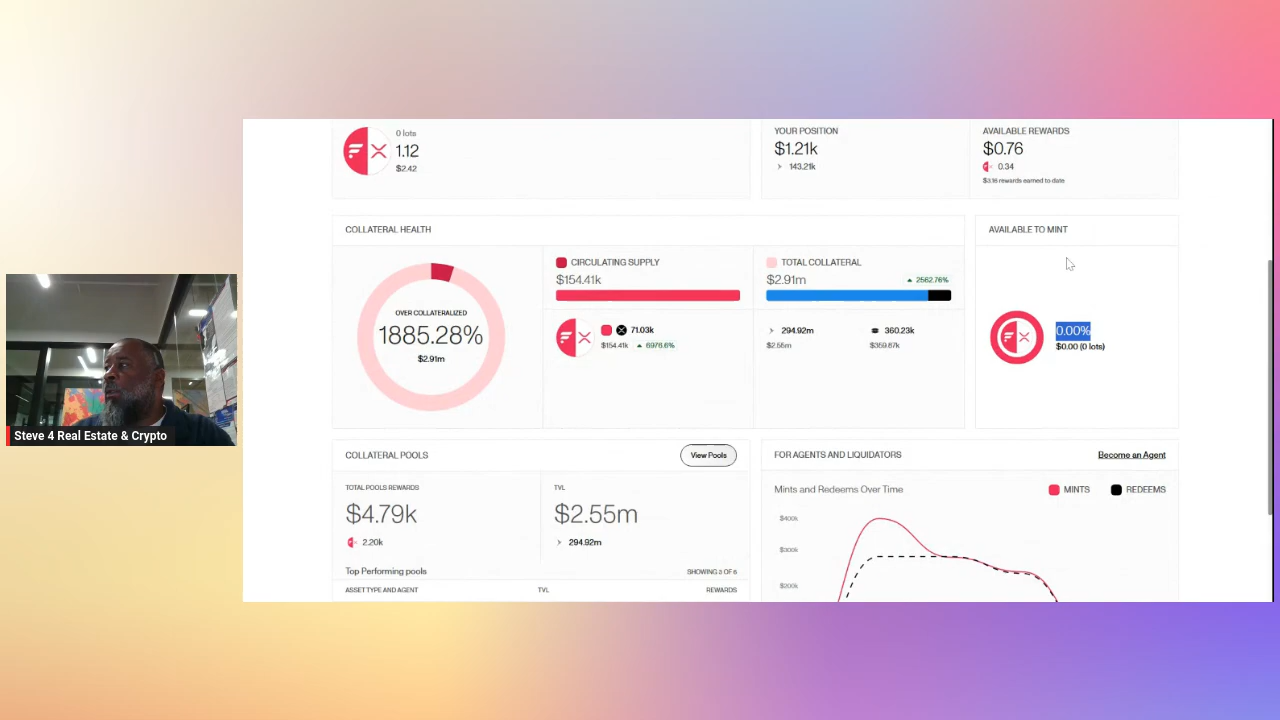 0 lots
1.12
$2.42
YOUR POSITION
$1.21k
143.21k
AVAILABLE REWARDS
$0.76
0.34
$3.16 rewards earned to date
COLLATERAL HEALTH
OVER COLLATERALIZED
1885.28%
$2.91m
CIRCULATING SUPPLY
$154.41k
71.03k
$154.41k
6976.6%
TOTAL COLLATERAL
$2.91m
2562.76%
294.92m
$2.55m
360.23k
$359.67k
AVAILABLE TO MINT
0.00%
$0.00 (0 lots)
Steve 4 Real Estate & Crypto
COLLATERAL POOLS
View Pools
TOTAL POOLS REWARDS
$4.79k
2.20k
TVL
$2.55m
294.92m
Top Performing pools
SHOWING 3 OF 6
ASSET TYPE AND AGENT
TVL
REWARDS
FOR AGENTS AND LIQUIDATORS
Become an Agent
Mints and Redeems Over Time
MINTS
REDEEMS
$400k
$300k
$200k